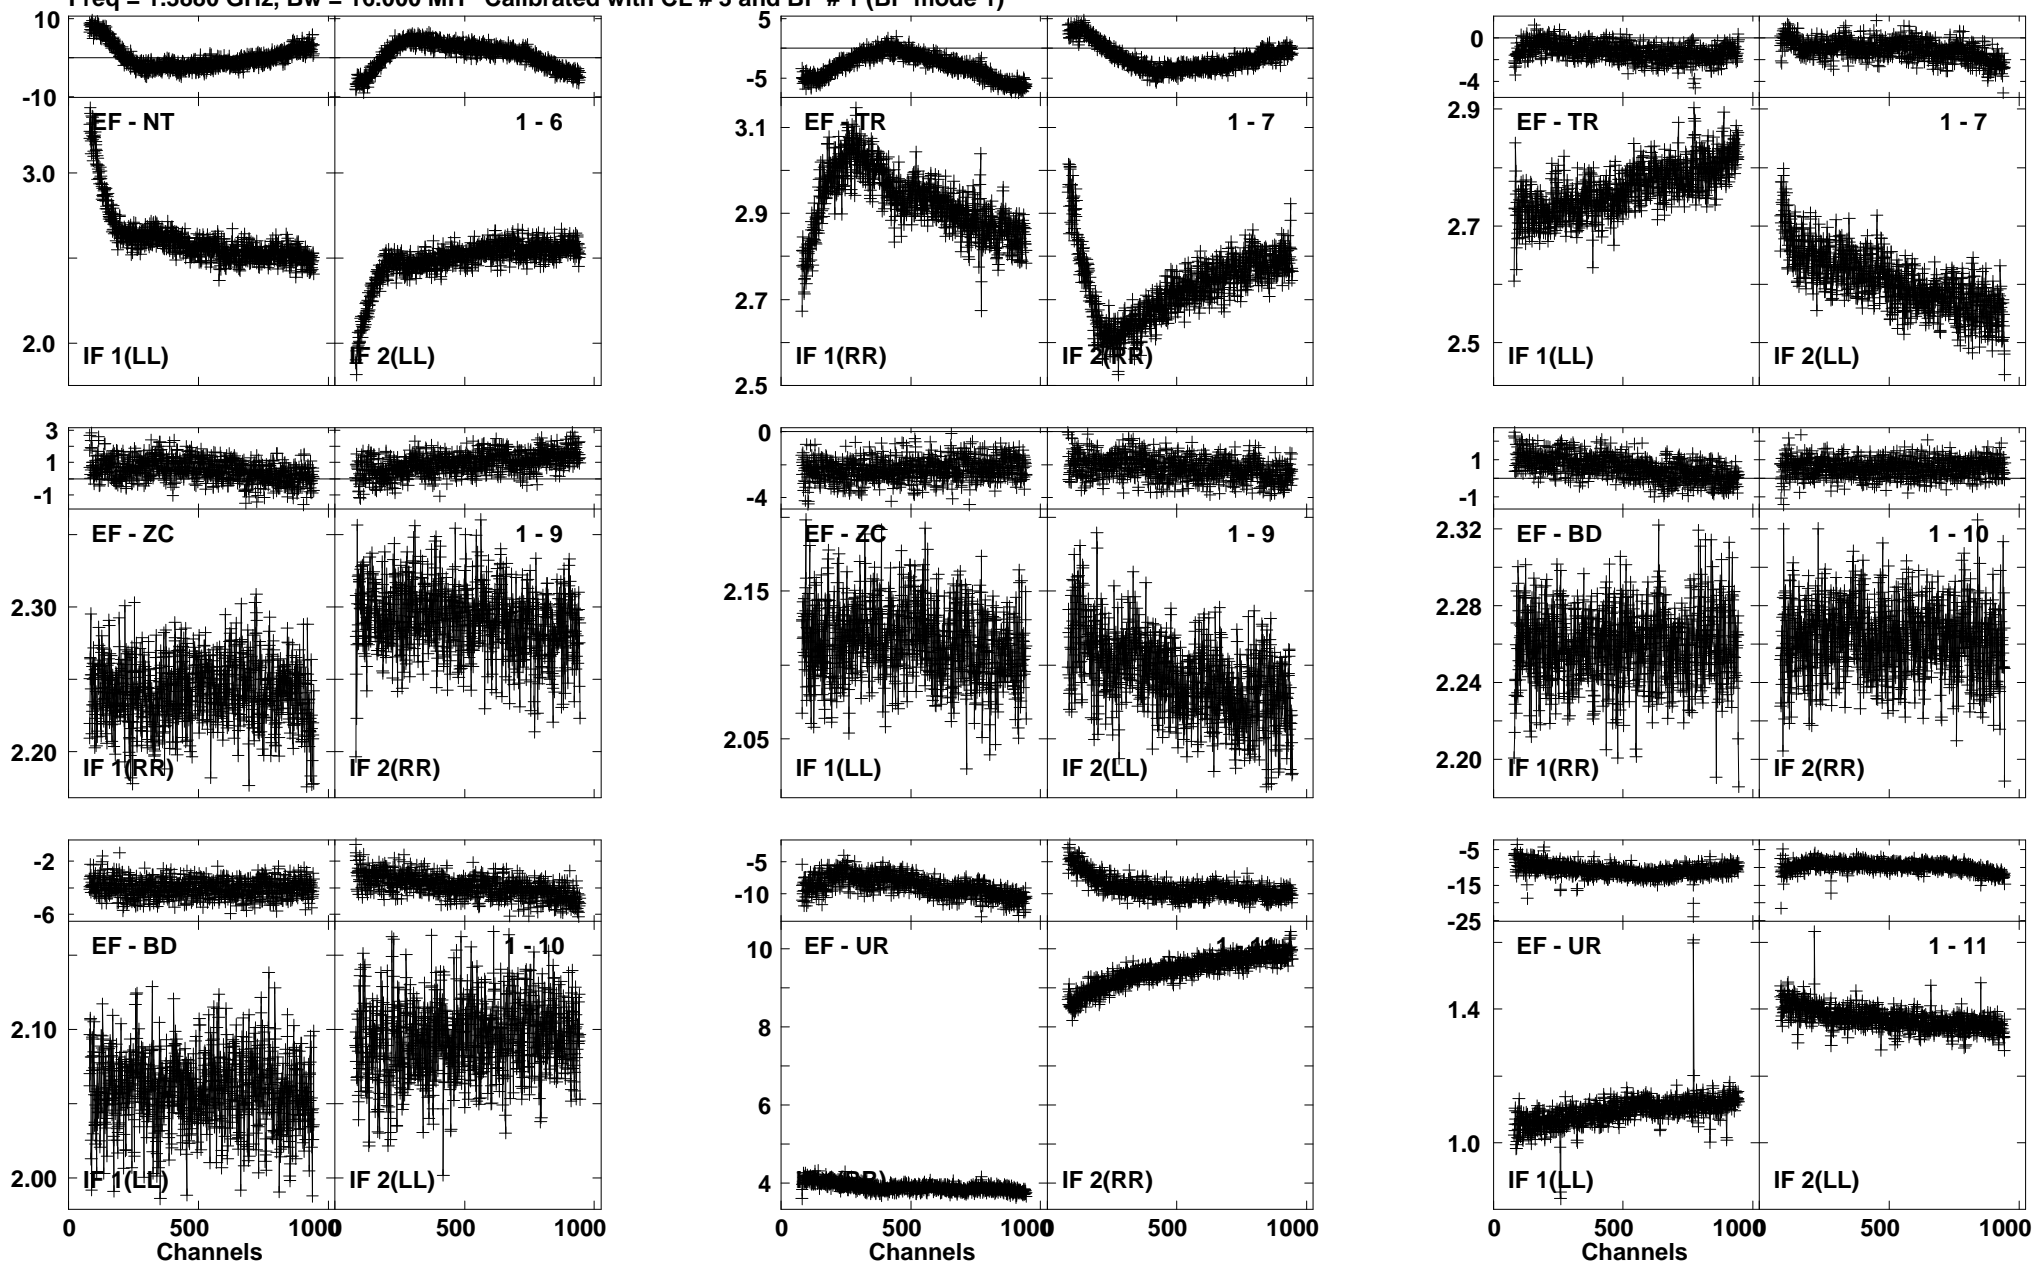 Freq = 1.3880 GHz, Bw = 16.000 MH Calibrated with CL # 3 and BP # 1 (BP mode 1)
10
-10
EF - NT
1 - 6
3.0
2.0
IF 1(LL)
IF 2(LL)
5
-5
EF - TR
1 - 7
3.1
2.9
2.7
2.5
IF 1(RR)
IF 2(RR)
0
-4
EF - TR
1 - 7
2.9
2.7
2.5
IF 1(LL)
IF 2(LL)
3
1
-1
EF - ZC
1 - 9
2.30
2.20
IF 1(RR)
IF 2(RR)
0
-4
EF - ZC
1 - 9
2.15
2.05
IF 1(LL)
IF 2(LL)
1
-1
EF - BD
1 - 10
2.32
2.28
2.24
2.20
IF 1(RR)
IF 2(RR)
-2
-6
EF - BD
1 - 10
2.10
2.00
IF 1(LL)
IF 2(LL)
0 500 1000 0 500 1000
Channels
-5
-10
EF - UR
1 - 11
10
8
6
4
IF 1(RR)
IF 2(RR)
0 500 1000 0 500 1000
Channels
-5
-15
-25
EF - UR
1 - 11
1.4
1.0
IF 1(LL)
IF 2(LL)
0 500 1000 0 500 1000
Channels